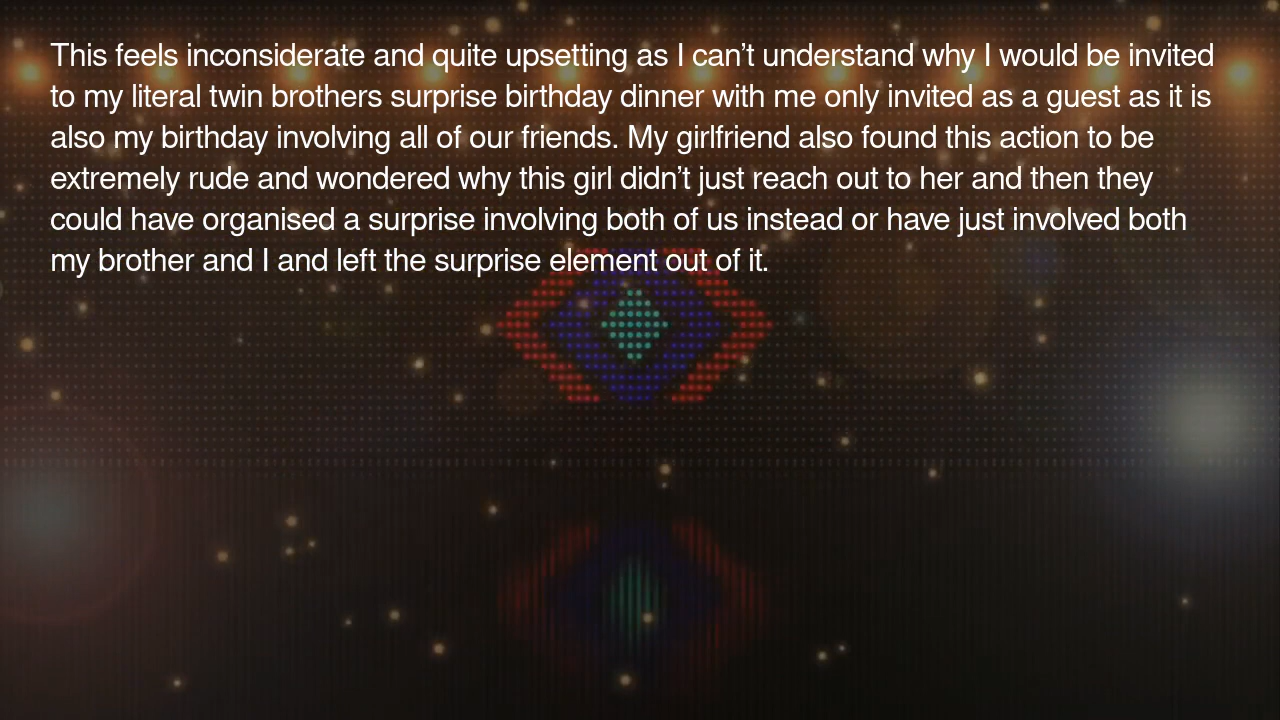 This feels inconsiderate and quite upsetting as I can’t understand why I would be invited
to my literal twin brothers surprise birthday dinner with me only invited as a guest as it is
also my birthday involving all of our friends. My girlfriend also found this action to be
extremely rude and wondered why this girl didn’t just reach out to her and then they
could have organised a surprise involving both of us instead or have just involved both
my brother and I and left the surprise element out of it.